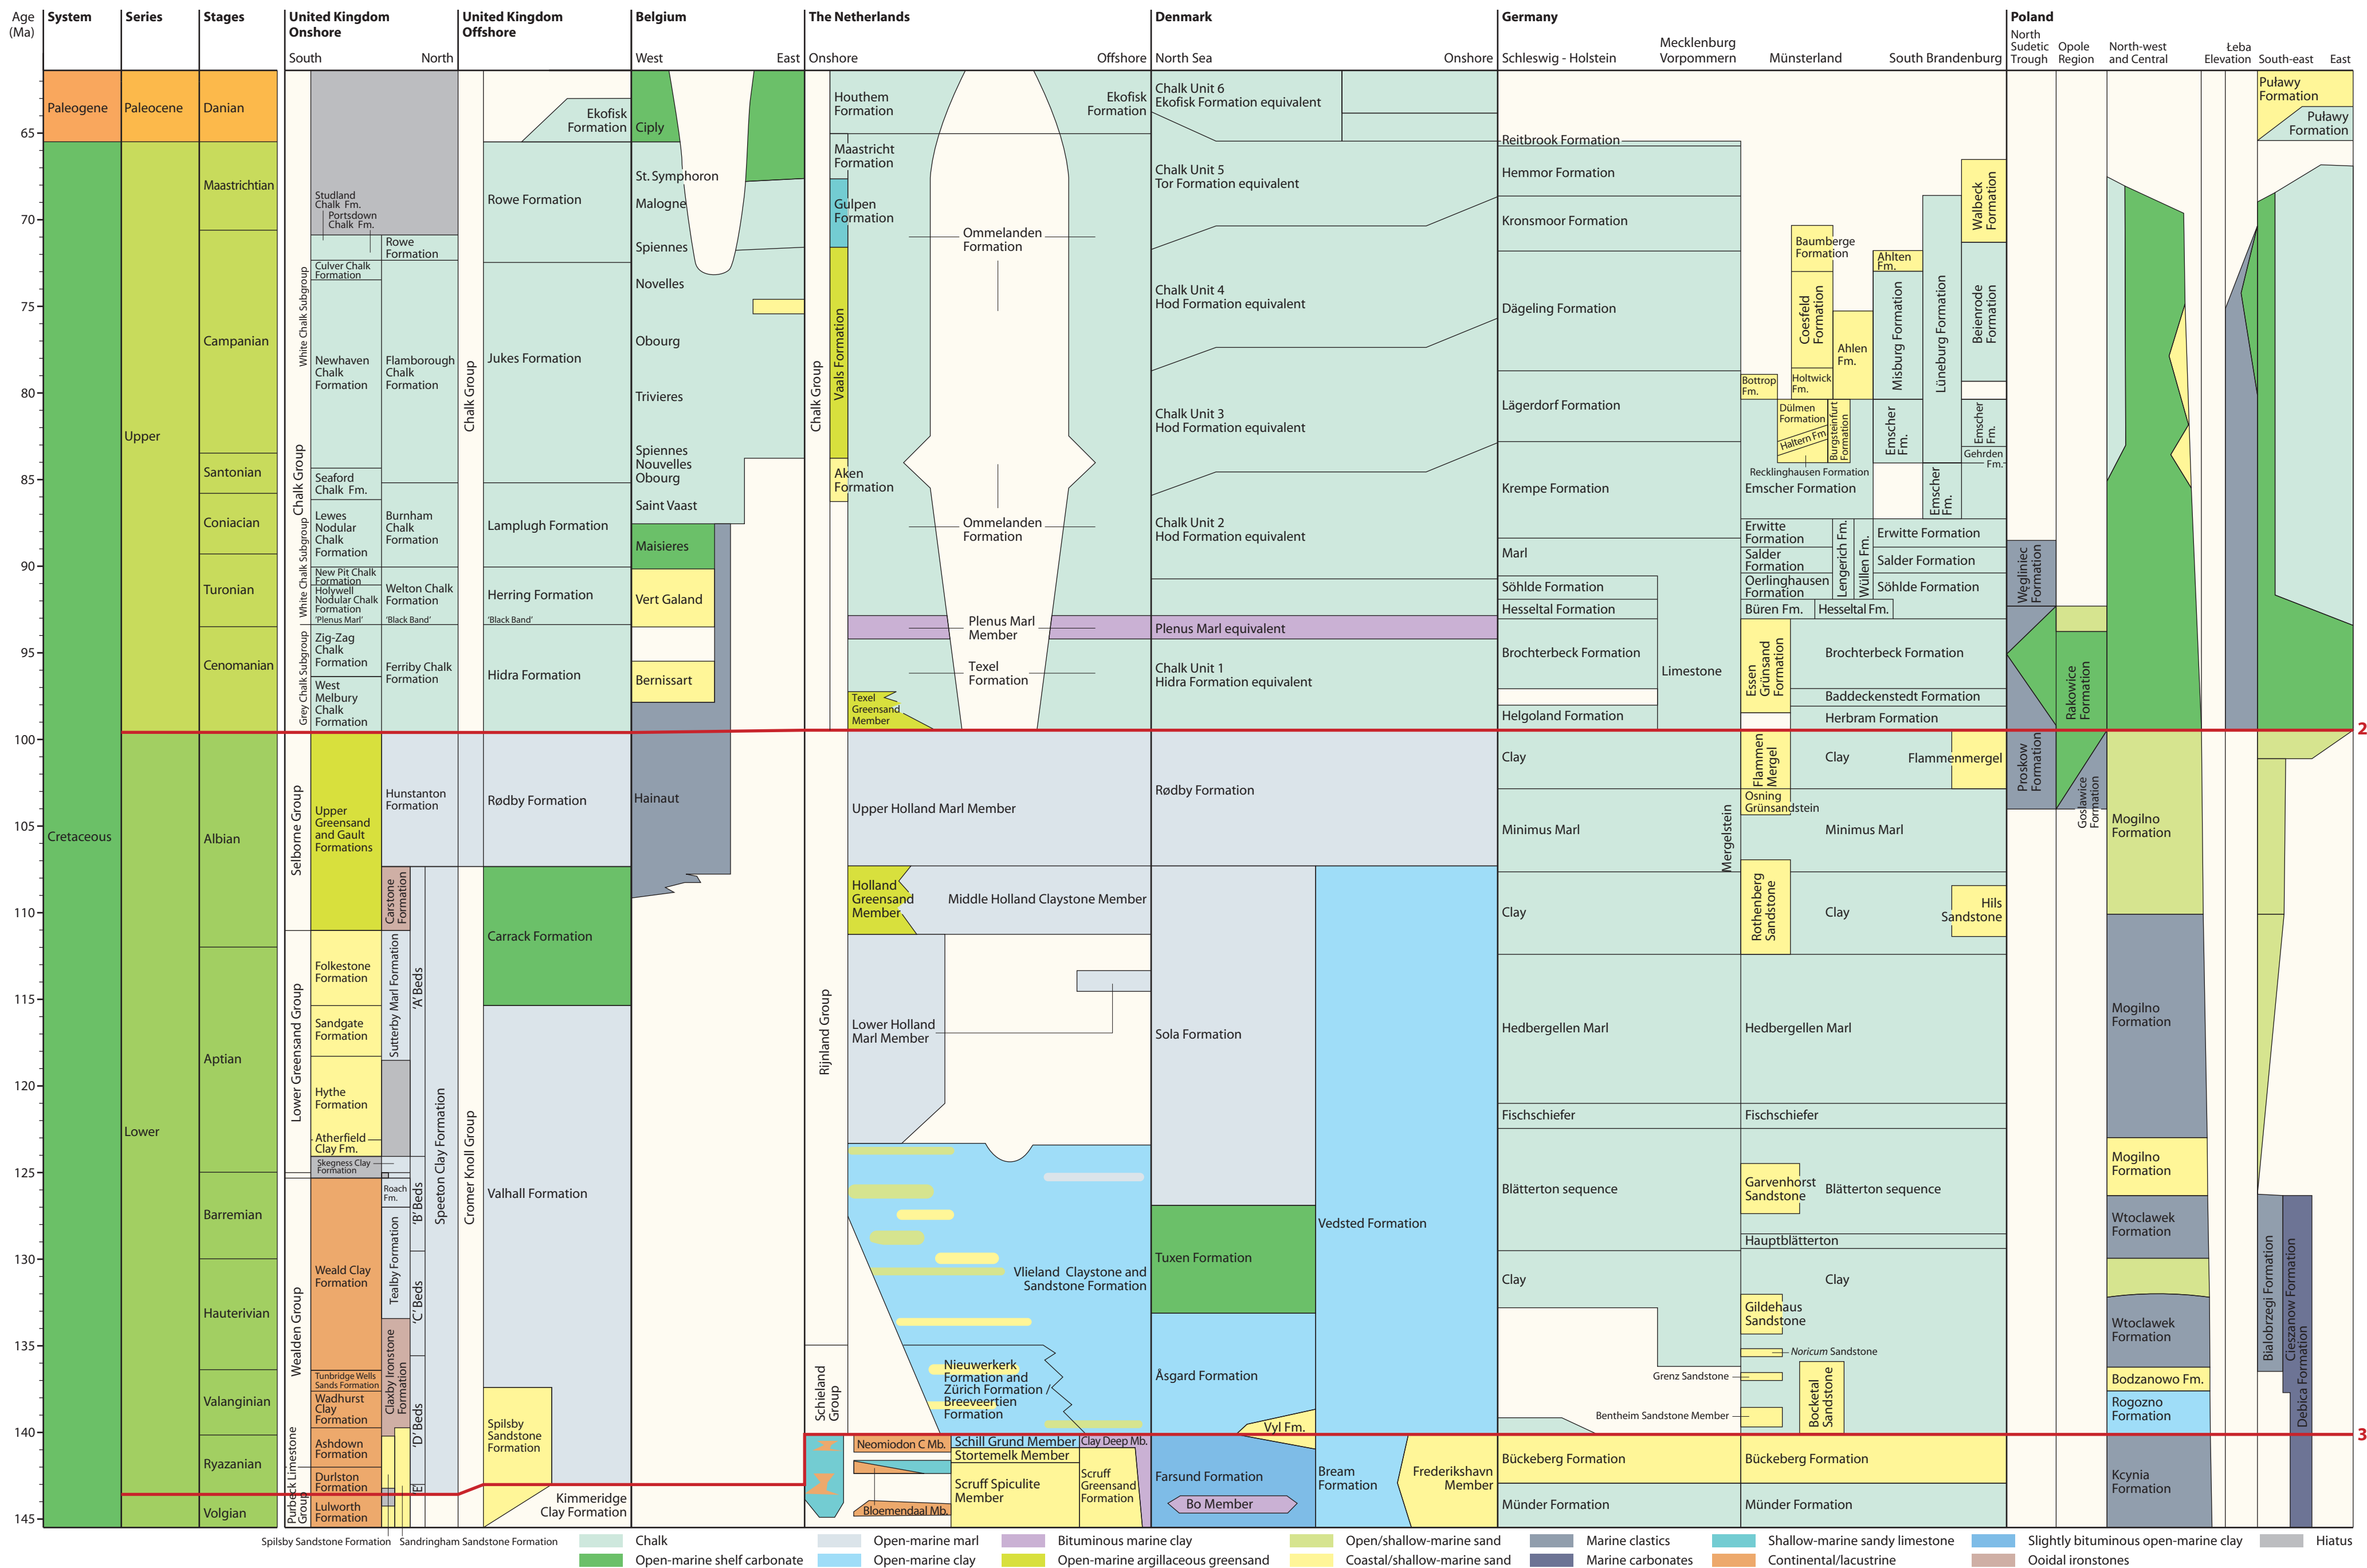 Age
(Ma)
System
Series
Stages
United Kingdom
Onshore
South
North
United Kingdom
Offshore
Belgium
West
East
The Netherlands
Onshore
Offshore
Denmark
North Sea
Onshore
Germany
Schleswig - Holstein
Mecklenburg
Vorpommern
Münsterland
South Brandenburg
Poland
North
Sudetic
Trough
Opole
Region
North-west
and Central
Łeba
Elevation
South-east
East
65
70
75
80
85
90
95
100
105
110
115
120
125
130
135
140
145
Paleogene
Cretaceous
Paleocene
Upper
Lower
Danian
Maastrichtian
Campanian
Santonian
Coniacian
Turonian
Cenomanian
Albian
Aptian
Barremian
Hauterivian
Valanginian
Ryazanian
Volgian
White Chalk Subgroup
Chalk Group
White Chalk Subgroup
Grey Chalk Subgroup
Selborne Group
Lower Greensand Group
Wealden Group
Purbeck Limestone
Group
Studland
Chalk Fm.
Portsdown
Chalk Fm.
Rowe
Formation
Culver Chalk
Formation
Newhaven
Chalk
Formation
Flamborough
Chalk
Formation
Seaford
Chalk Fm.
Lewes
Nodular
Chalk
Formation
Burnham
Chalk
Formation
New Pit Chalk
Formation
Holywell
Nodular Chalk
Formation
'Plenus Marl'
Welton Chalk
Formation
'Black Band'
Zig-Zag
Chalk
Formation
Ferriby Chalk
Formation
West
Melbury
Chalk
Formation
Upper
Greensand
and Gault
Formations
Hunstanton
Formation
Carstone
Formation
Folkestone
Formation
Sandgate
Formation
Hythe
Formation
Atherfield
Clay Fm.
Skegness Clay
Formation
Sutterby Marl Formation
'A' Beds
Roach
Fm.
'B' Beds
Speeton Clay Formation
Weald Clay
Formation
Tealby Formation
'C' Beds
Tunbridge Wells
Sands Formation
Wadhurst
Clay
Formation
Claxby Ironstone
Formation
'D' Beds
Ashdown
Formation
Durlston
Formation
Lulworth
Formation
'E'
Spilsby Sandstone Formation
Sandringham Sandstone Formation
Chalk Group
Cromer Knoll Group
Ekofisk
Formation
Rowe Formation
Jukes Formation
Lamplugh Formation
Herring Formation
'Black Band'
Hidra Formation
Rødby Formation
Carrack Formation
Valhall Formation
Spilsby
Sandstone
Formation
Kimmeridge
Clay Formation
Ciply
St. Symphoron
Malogne
Spiennes
Novelles
Obourg
Trivieres
Spiennes
Nouvelles
Obourg
Saint Vaast
Maisieres
Vert Galand
Bernissart
Hainaut
Chalk Group
Rijnland Group
Schieland
Group
Houthem
Formation
Ekofisk
Formation
Maastricht
Formation
Gulpen
Formation
Ommelanden
Formation
Vaals Formation
Aken
Formation
Ommelanden
Formation
Plenus Marl
Member
Texel
Formation
Texel
Greensand
Member
Upper Holland Marl Member
Holland
Greensand
Member
Middle Holland Claystone Member
Lower Holland
Marl Member
Vlieland Claystone and
Sandstone Formation
Nieuwerkerk
Formation and
Zürich Formation /
Breeveertien
Formation
Neomiodon C Mb.
Schill Grund Member
Clay Deep Mb.
Stortemelk Member
Scruff Spiculite
Member
Scruff
Greensand
Formation
Bloemendaal Mb.
Chalk Unit 6
Ekofisk Formation equivalent
Chalk Unit 5
Tor Formation equivalent
Chalk Unit 4
Hod Formation equivalent
Chalk Unit 3
Hod Formation equivalent
Chalk Unit 2
Hod Formation equivalent
Plenus Marl equivalent
Chalk Unit 1
Hidra Formation equivalent
Rødby Formation
Sola Formation
Vedsted Formation
Tuxen Formation
Åsgard Formation
Vyl Fm.
Farsund Formation
Bo Member
Bream
Formation
Frederikshavn
Member
Reitbrook Formation
Hemmor Formation
Kronsmoor Formation
Dägeling Formation
Lägerdorf Formation
Krempe Formation
Marl
Söhlde Formation
Hesseltal Formation
Brochterbeck Formation
Limestone
Helgoland Formation
Clay
Minimus Marl
Mergelstein
Clay
Hedbergellen Marl
Fischschiefer
Blätterton sequence
Clay
Grenz Sandstone
Bentheim Sandstone Member
Bückeberg Formation
Münder Formation
Walbeck
Formation
Baumberge
Formation
Ahlten
Fm.
Coesfeld
Formation
Ahlen
Fm.
Misburg Formation
Lüneburg Formation
Beienrode
Formation
Bottrop
Fm.
Holtwick
Fm.
Dülmen
Formation
Haltern Fm.
Burgsteinfurt
Formation
Emscher
Fm.
Emscher
Fm.
Gehrden
Fm.
Recklinghausen Formation
Emscher Formation
Emscher
Fm.
Erwitte
Formation
Lengerich Fm.
Wüllen Fm.
Erwitte Formation
Salder
Formation
Salder Formation
Oerlinghausen
Formation
Söhlde Formation
Büren Fm.
Hesseltal Fm.
Essen
Grünsand
Formation
Brochterbeck Formation
Baddeckenstedt Formation
Herbram Formation
Flammen
Mergel
Clay
Flammenmergel
Osning
Grünsandstein
Minimus Marl
Rothenberg
Sandstone
Clay
Hils
Sandstone
Hedbergellen Marl
Fischschiefer
Garvenhorst
Sandstone
Blätterton sequence
Hauptblätterton
Clay
Gildehaus
Sandstone
Noricum Sandstone
Bocketal
Sandstone
Bückeberg Formation
Münder Formation
Węgliniec
Formation
Rakowice
Formation
Proskow
Formation
Goslawice
Formation
Mogilno
Formation
Mogilno
Formation
Mogilno
Formation
Wtoclawek
Formation
Wtoclawek
Formation
Bodzanowo Fm.
Rogozno
Formation
Kcynia
Formation
Puławy
Formation
Puławy
Formation
Bialobrzegi Formation
Cieszanow Formation
Debica Formation
2
3
Chalk
Open-marine shelf carbonate
Open-marine marl
Open-marine clay
Bituminous marine clay
Open-marine argillaceous greensand
Open/shallow-marine sand
Coastal/shallow-marine sand
Marine clastics
Marine carbonates
Shallow-marine sandy limestone
Continental/lacustrine
Slightly bituminous open-marine clay
Ooidal ironstones
Hiatus